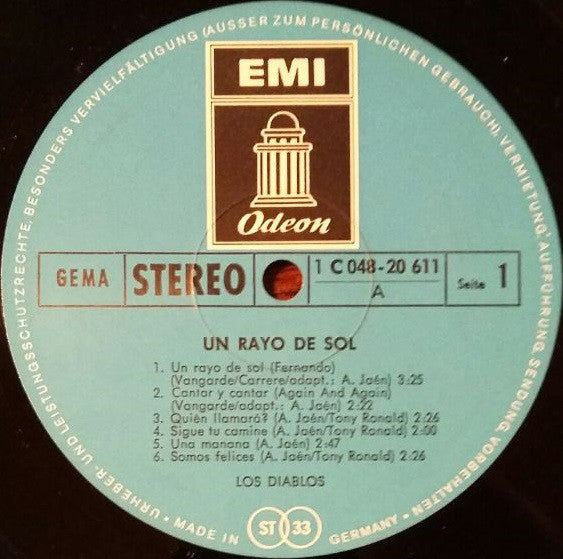 URHEBER- UND LEISTUNGSSCHUTZRECHTE, BESONDERS VERVIELFÄLTIGUNG (AUSSER ZUM PERSÖNLICHEN GEBRAUCH), VERMIETUNG, AUFFÜHRUNG, SENDUNG, VORBEHALTEN
EMI
Odeon
GEMA
STEREO
1 C 048-20 611
A
Seite 1
UN RAYO DE SOL
1. Un rayo de sol (Fernando)
(Vangarde/Carrere/adapt.: A. Jaén) 3:25
2. Cantar y cantar (Again And Again)
(Vangarde/adapt.: A. Jaén) 2:22
3. Quién llamará? (A. Jaén/Tony Ronald) 2:26
4. Sigue tu camine (A. Jaén/Tony Ronald) 2:00
5. Una manana (A. Jaén) 2:47
6. Somos felices (A. Jaén/Tony Ronald) 2:26
LOS DIABLOS
• MADE IN
ST 33
GERMANY •